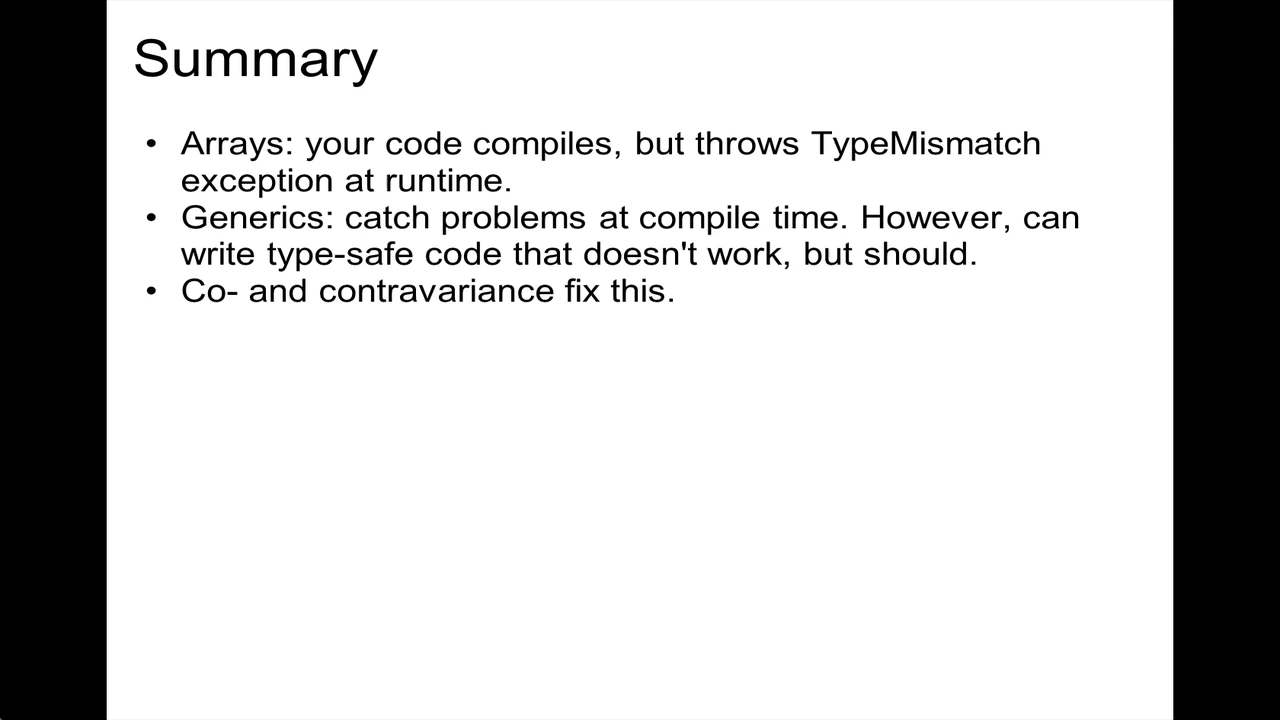 Summary
• Arrays: your code compiles, but throws TypeMismatch
exception at runtime.
• Generics: catch problems at compile time. However, can
write type-safe code that doesn't work, but should.
• Co- and contravariance fix this.